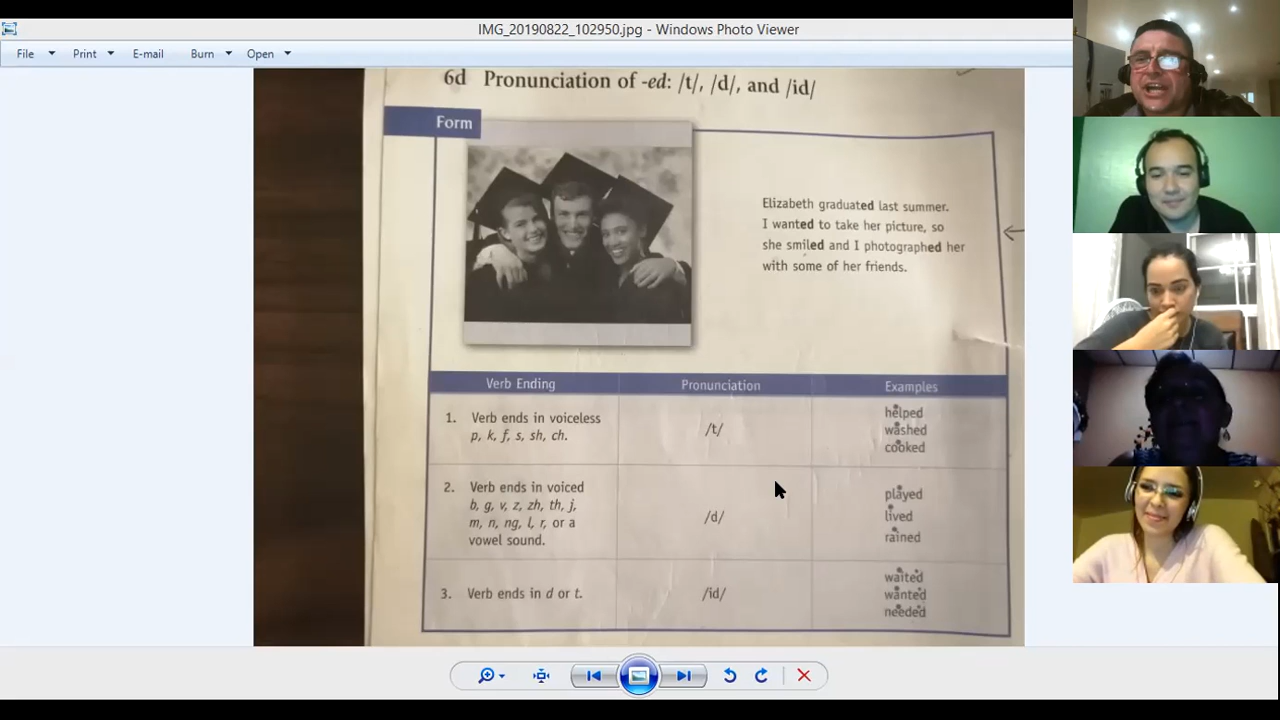 IMG_20190822_102950.jpg - Windows Photo Viewer
File Print E-mail Burn Open
6d Pronunciation of -ed: /t/, /d/, and /id/
Form
Elizabeth graduated last summer.
I wanted to take her picture, so
she smiled and I photographed her
with some of her friends.
Verb Ending Pronunciation Examples
1. Verb ends in voiceless
p, k, f, s, sh, ch.
/t/
helped
washed
cooked
2. Verb ends in voiced
b, g, v, z, zh, th, j,
m, n, ng, l, r, or a
vowel sound.
/d/
played
lived
rained
3. Verb ends in d or t.
/id/
waited
wanted
needed